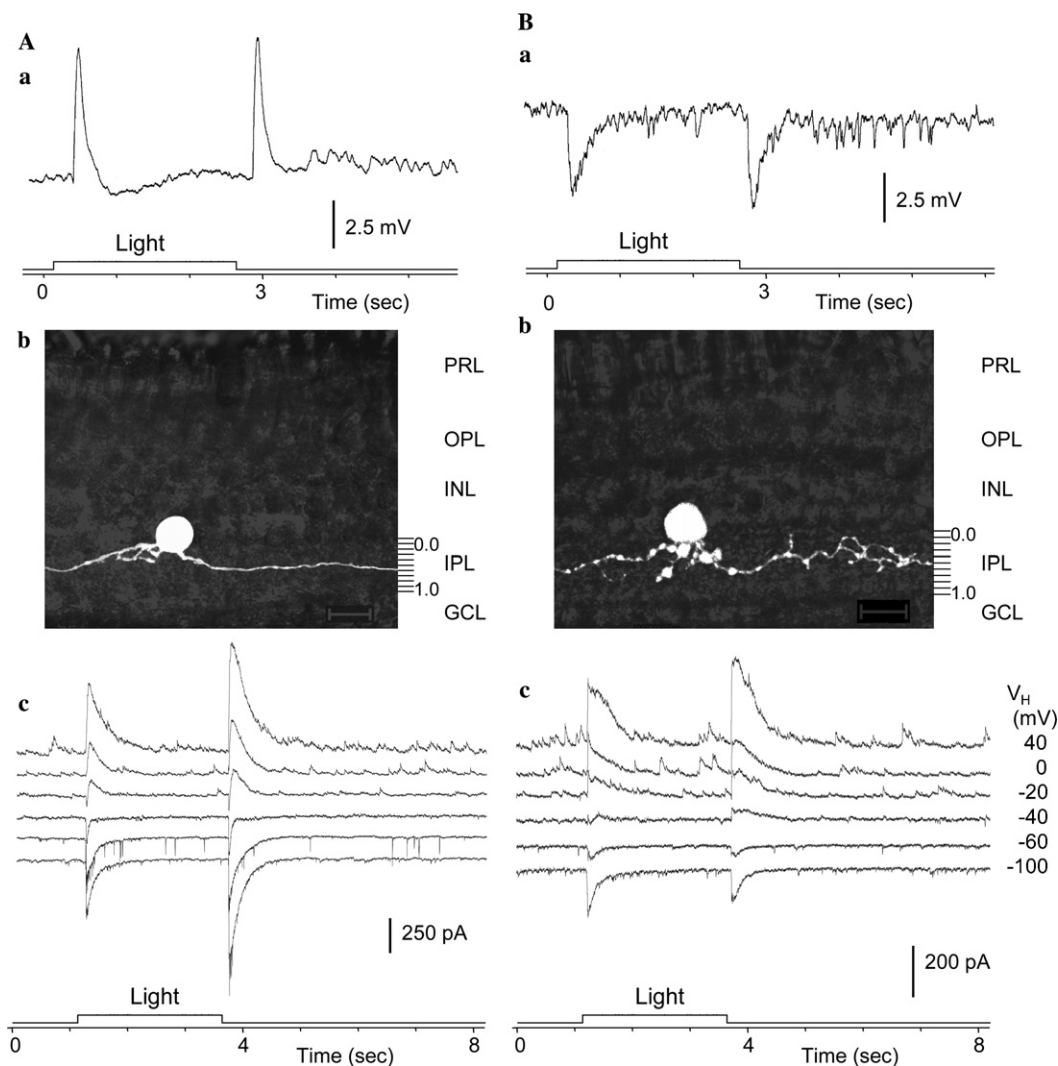 A
a
2.5 mV
Light
0
3
Time (sec)
B
a
2.5 mV
Light
0
3
Time (sec)
b
PRL
OPL
INL
0.0
IPL
1.0
GCL
b
PRL
OPL
INL
0.0
IPL
1.0
GCL
c
250 pA
Light
0
4
8
Time (sec)
c
V_H
(mV)
40
0
-20
-40
-60
-100
200 pA
Light
0
4
8
Time (sec)